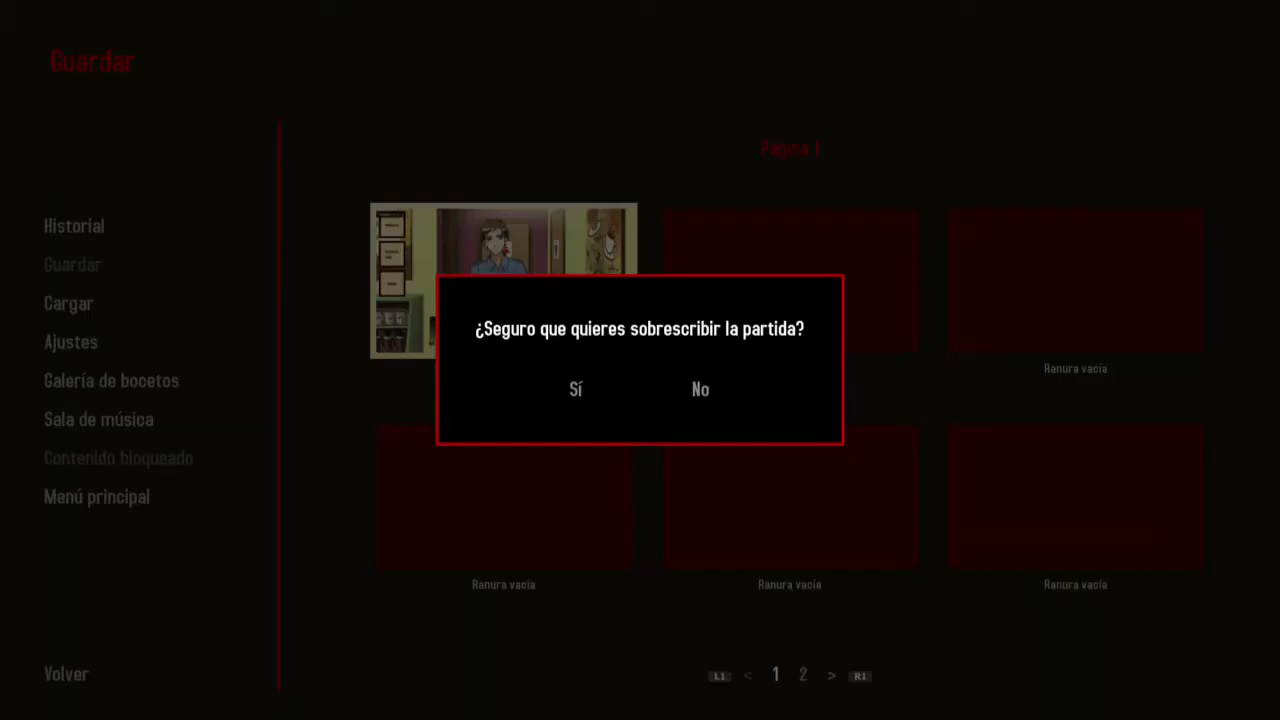 Guardar
Página 1
Historial
Guardar
Cargar
Ajustes
Galería de bocetos
Sala de música
Contenido bloqueado
Menú principal
¿Seguro que quieres sobrescribir la partida?
Sí No
Ranura vacía
Ranura vacía Ranura vacía Ranura vacía
Volver
L1 < 1 2 > R1